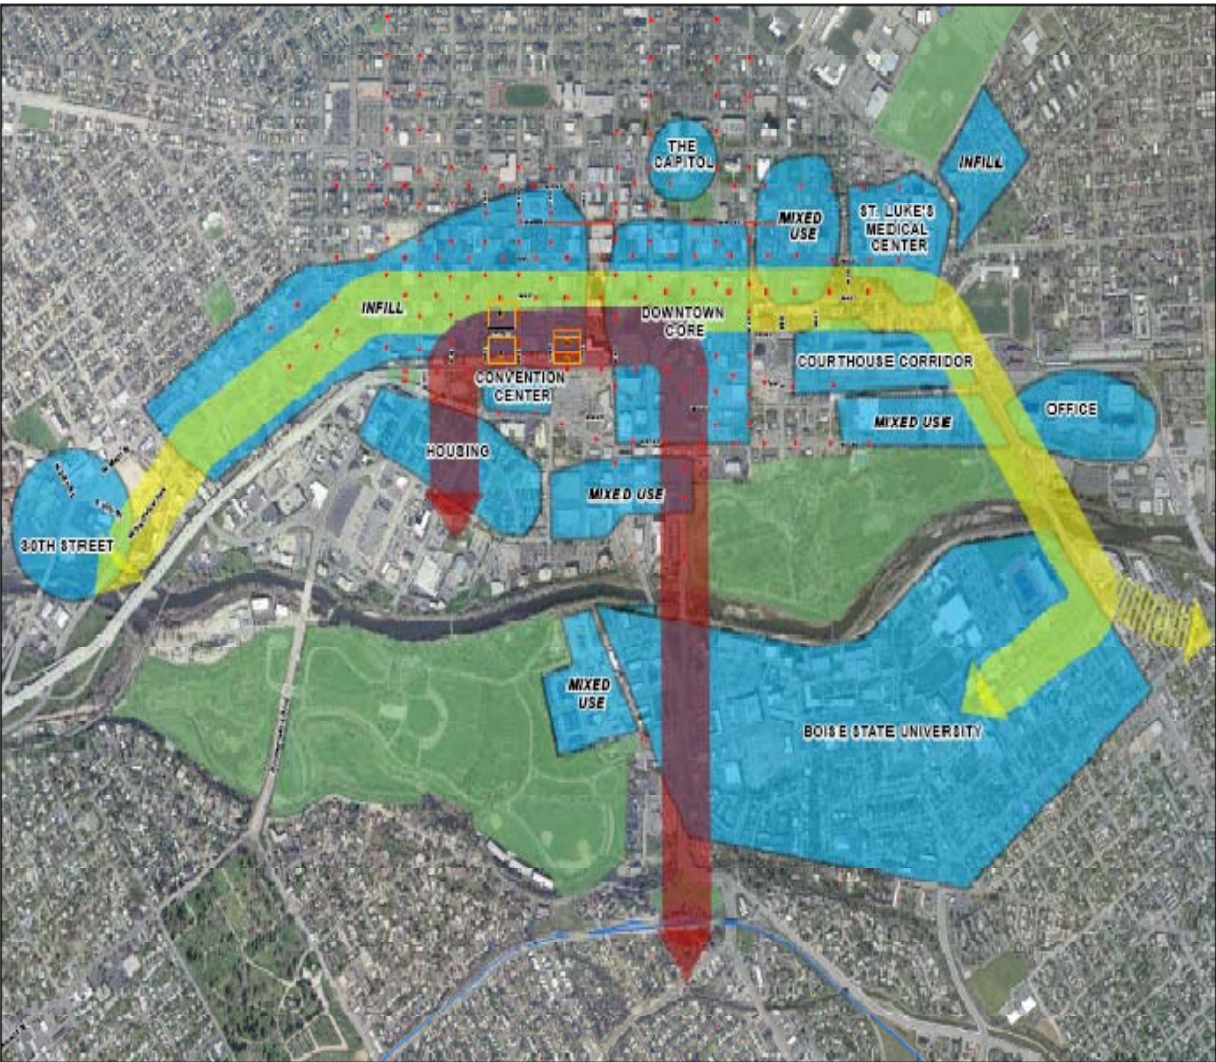 THE
CAPITOL
INFILL
MIXED
USE
ST. LUKE'S
MEDICAL
CENTER
INFILL
DOWNTOWN
CORE
COURTHOUSE CORRIDOR
CONVENTION
CENTER
OFFICE
MIXED USE
HOUSING
MIXED USE
30TH STREET
MIXED
USE
BOISE STATE UNIVERSITY